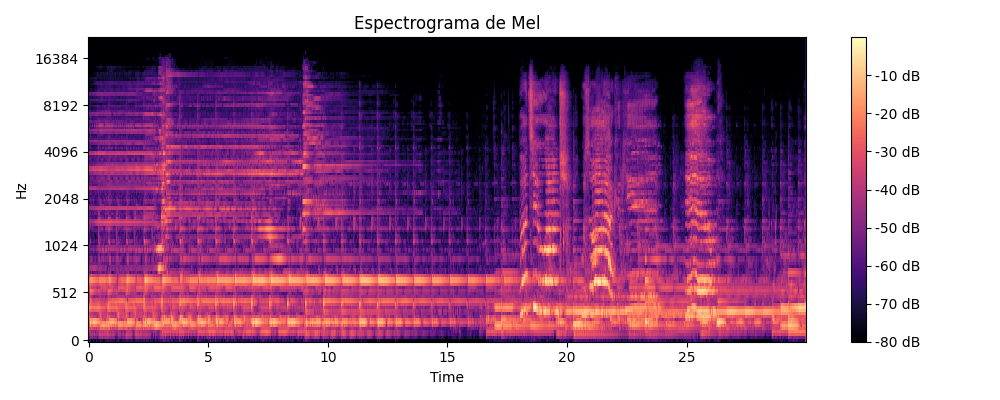 Espectrograma de Mel
Hz
16384
8192
4096
2048
1024
512
0
0 5 10 15 20 25
Time
-10 dB
-20 dB
-30 dB
-40 dB
-50 dB
-60 dB
-70 dB
-80 dB